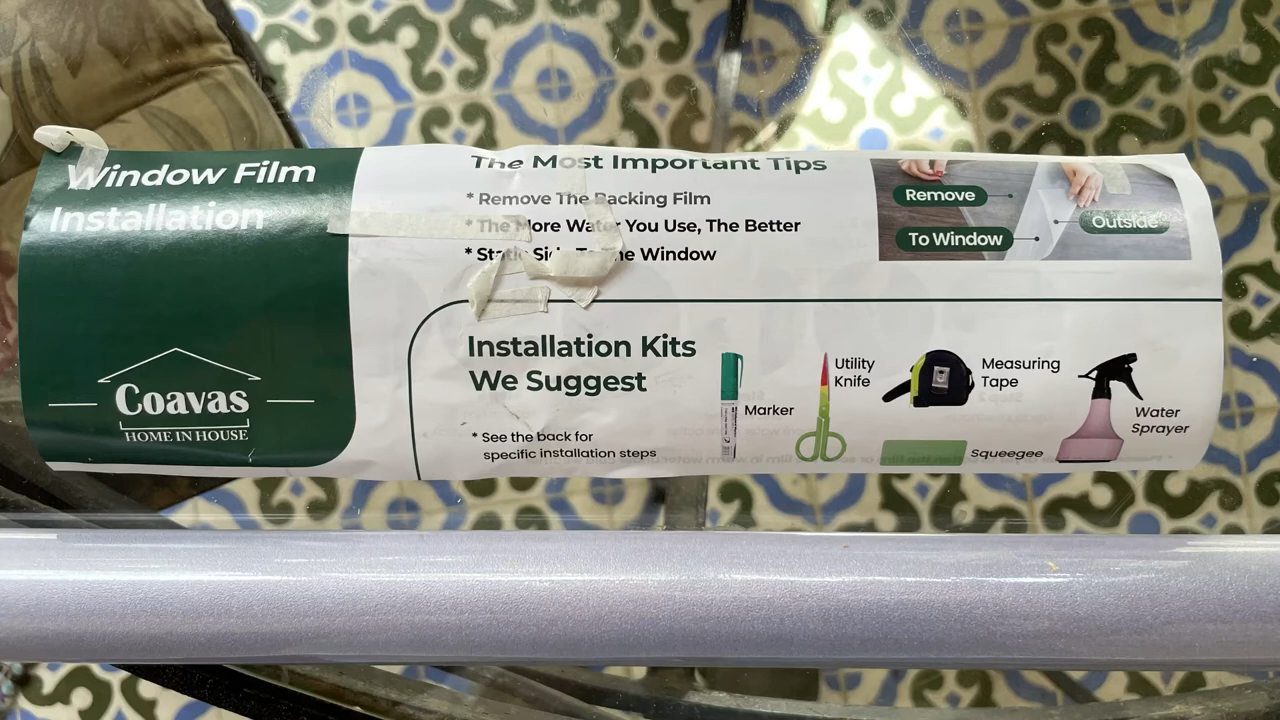 Window Film
Installation
Coavas
HOME IN HOUSE
The Most Important Tips
* Remove The Backing Film
* The More Water You Use, The Better
* Static Side To The Window
Remove
To Window
Outside
Installation Kits
We Suggest
* See the back for
specific installation steps
Marker
Utility
Knife
Measuring
Tape
Squeegee
Water
Sprayer